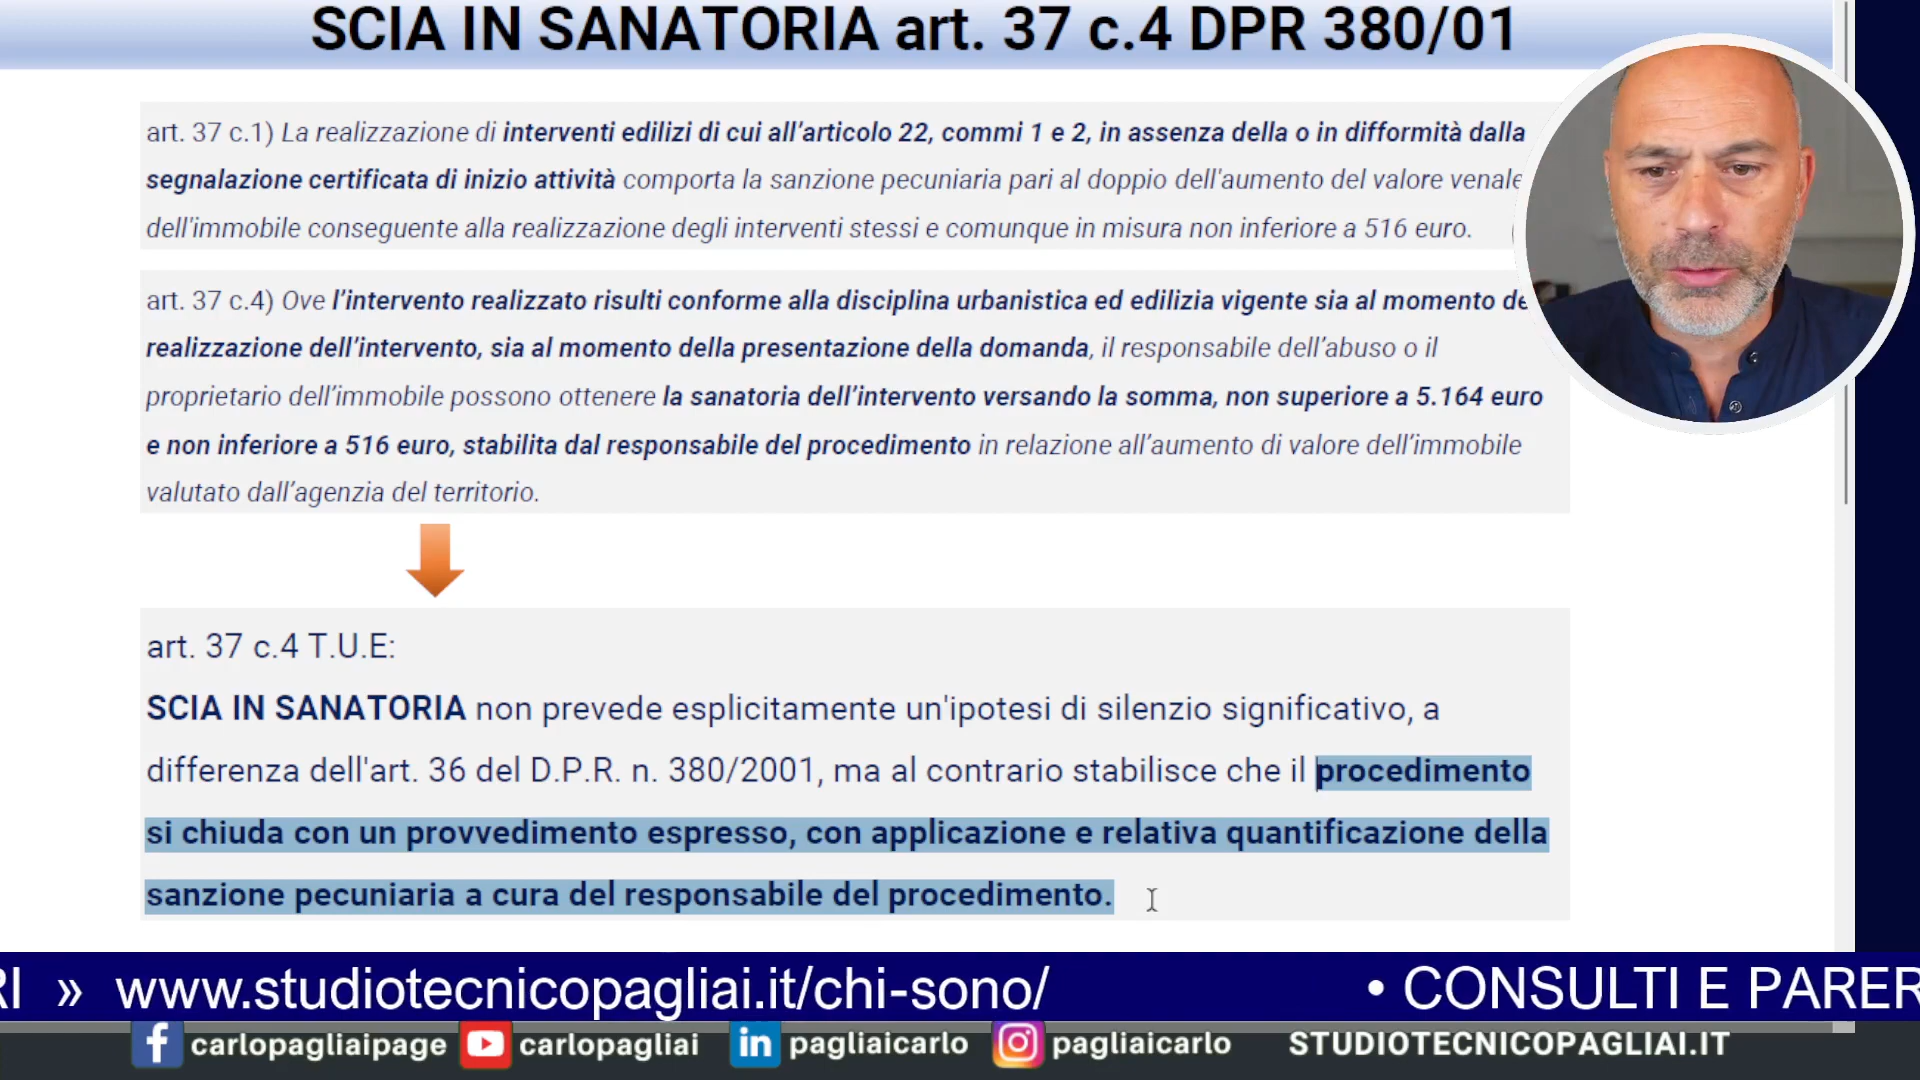 SCIA IN SANATORIA art. 37 c.4 DPR 380/01
art. 37 c.1) La realizzazione di interventi edilizi di cui all'articolo 22, commi 1 e 2, in assenza della o in difformità dalla
segnalazione certificata di inizio attività comporta la sanzione pecuniaria pari al doppio dell'aumento del valore venale
dell'immobile conseguente alla realizzazione degli interventi stessi e comunque in misura non inferiore a 516 euro.
art. 37 c.4) Ove l’intervento realizzato risulti conforme alla disciplina urbanistica ed edilizia vigente sia al momento de
realizzazione dell’intervento, sia al momento della presentazione della domanda, il responsabile dell’abuso o il
proprietario dell’immobile possono ottenere la sanatoria dell’intervento versando la somma, non superiore a 5.164 euro
e non inferiore a 516 euro, stabilita dal responsabile del procedimento in relazione all’aumento di valore dell’immobile
valutato dall’agenzia del territorio.
art. 37 c.4 T.U.E:
SCIA IN SANATORIA non prevede esplicitamente un'ipotesi di silenzio significativo, a
differenza dell'art. 36 del D.P.R. n. 380/2001, ma al contrario stabilisce che il procedimento
si chiuda con un provvedimento espresso, con applicazione e relativa quantificazione della
sanzione pecuniaria a cura del responsabile del procedimento.
RI » www.studiotecnicopagliai.it/chi-sono/ • CONSULTI E PARER
carlopagliaipage carlopagliai pagliaicarlo pagliaicarlo STUDIOTECNICOPAGLIAI.IT